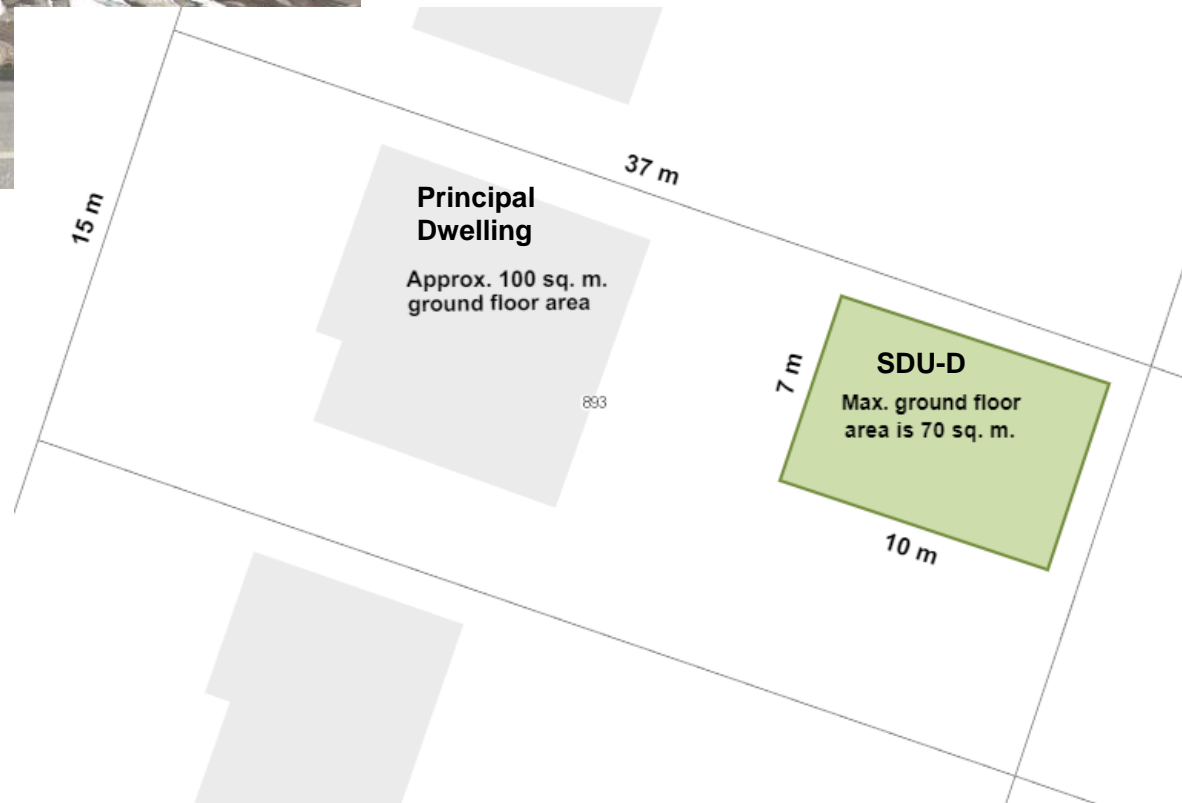 37 m
15 m
Principal
Dwelling
Approx. 100 sq. m.
ground floor area
893
7 m
SDU-D
Max. ground floor
area is 70 sq. m.
10 m